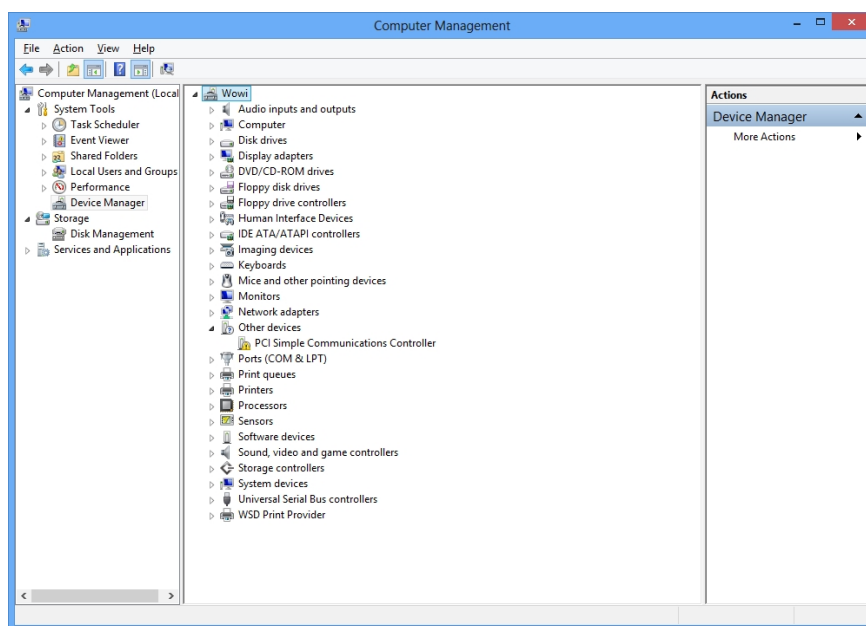 Computer Management
File Action View Help
Computer Management (Local
System Tools
Task Scheduler
Event Viewer
Shared Folders
Local Users and Groups
Performance
Device Manager
Storage
Disk Management
Services and Applications
Wowi
Audio inputs and outputs
Computer
Disk drives
Display adapters
DVD/CD-ROM drives
Floppy disk drives
Floppy drive controllers
Human Interface Devices
IDE ATA/ATAPI controllers
Imaging devices
Keyboards
Mice and other pointing devices
Monitors
Network adapters
Other devices
PCI Simple Communications Controller
Ports (COM & LPT)
Print queues
Printers
Processors
Sensors
Software devices
Sound, video and game controllers
Storage controllers
System devices
Universal Serial Bus controllers
WSD Print Provider
Actions
Device Manager
More Actions